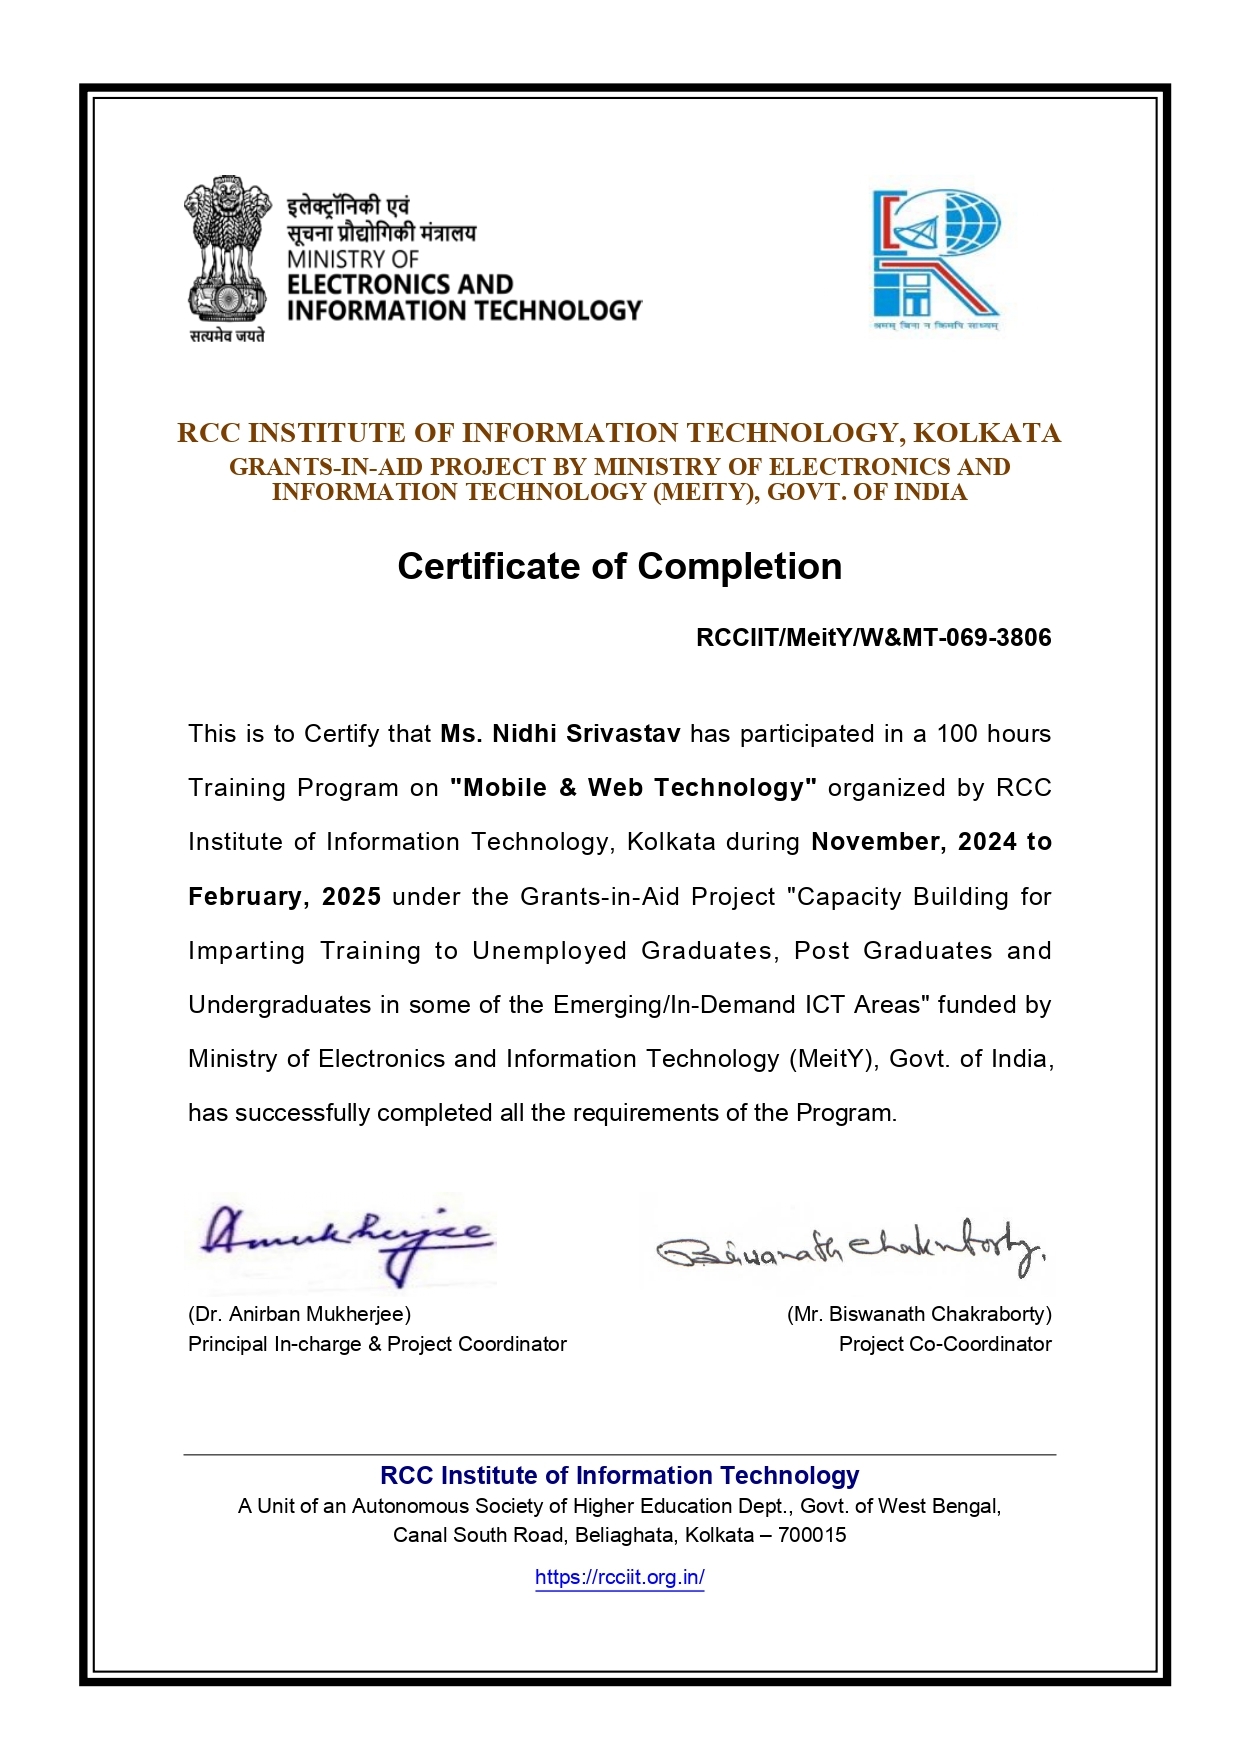 इलेक्ट्रॉनिकी एवं
सूचना प्रौद्योगिकी मंत्रालय
MINISTRY OF
ELECTRONICS AND
INFORMATION TECHNOLOGY
सत्यमेव जयते
श्रमम् बिना न किमपि साध्यम्
RCC INSTITUTE OF INFORMATION TECHNOLOGY, KOLKATA
GRANTS-IN-AID PROJECT BY MINISTRY OF ELECTRONICS AND
INFORMATION TECHNOLOGY (MEITY), GOVT. OF INDIA
Certificate of Completion
RCCIIT/MeitY/W&MT-069-3806
This is to Certify that Ms. Nidhi Srivastav has participated in a 100 hours
Training Program on "Mobile & Web Technology" organized by RCC
Institute of Information Technology, Kolkata during November, 2024 to
February, 2025 under the Grants-in-Aid Project "Capacity Building for
Imparting Training to Unemployed Graduates, Post Graduates and
Undergraduates in some of the Emerging/In-Demand ICT Areas" funded by
Ministry of Electronics and Information Technology (MeitY), Govt. of India,
has successfully completed all the requirements of the Program.
AMukherjee
Biswanath Chakraborty.
(Dr. Anirban Mukherjee)
(Mr. Biswanath Chakraborty)
Principal In-charge & Project Coordinator
Project Co-Coordinator
RCC Institute of Information Technology
A Unit of an Autonomous Society of Higher Education Dept., Govt. of West Bengal,
Canal South Road, Beliaghata, Kolkata – 700015
https://rcciit.org.in/